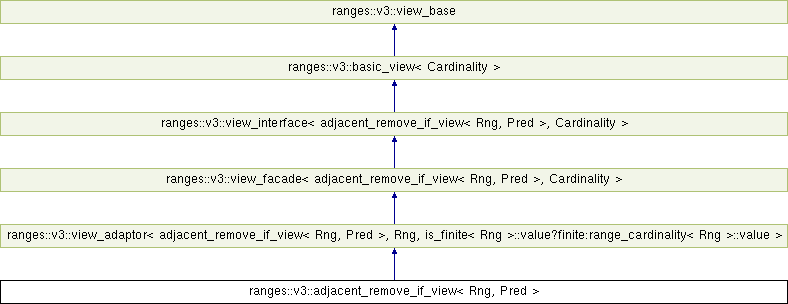 ranges::v3::view_base
ranges::v3::basic_view< Cardinality >
ranges::v3::view_interface< adjacent_remove_if_view< Rng, Pred >, Cardinality >
ranges::v3::view_facade< adjacent_remove_if_view< Rng, Pred >, Cardinality >
ranges::v3::view_adaptor< adjacent_remove_if_view< Rng, Pred >, Rng, is_finite< Rng >::value?finite:range_cardinality< Rng >::value >
ranges::v3::adjacent_remove_if_view< Rng, Pred >